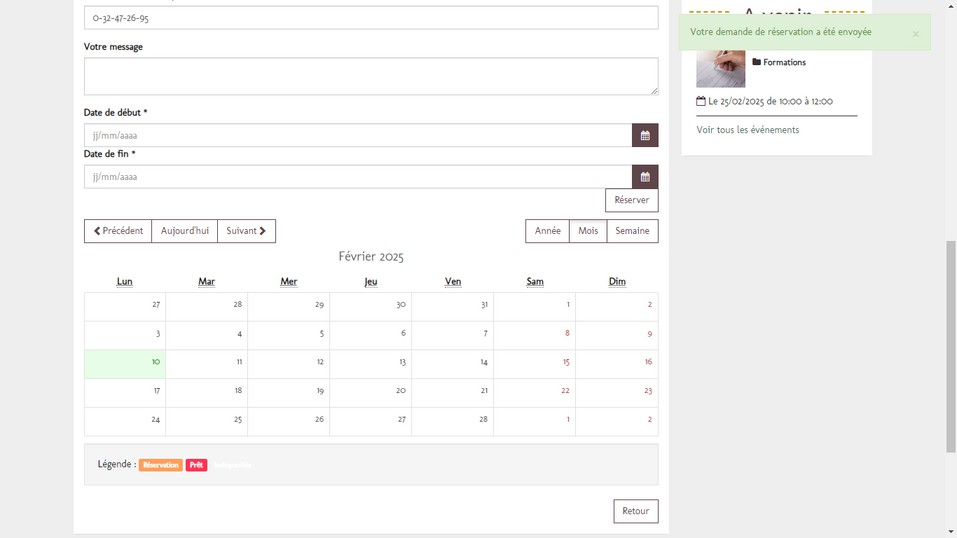 A venir
Votre demande de réservation a été envoyée ×
0-32-47-26-95
Formations
Votre message
Le 25/02/2025 de 10:00 à 12:00
Voir tous les événements
Date de début *
jj/mm/aaaa
Date de fin *
jj/mm/aaaa
Réserver
Précédent Aujourd'hui Suivant Année Mois Semaine
Février 2025
Lun Mar Mer Jeu Ven Sam Dim
27 28 29 30 31 1 2
3 4 5 6 7 8 9
10 11 12 13 14 15 16
17 18 19 20 21 22 23
24 25 26 27 28 1 2
Légende : Réservation Prêt
Retour